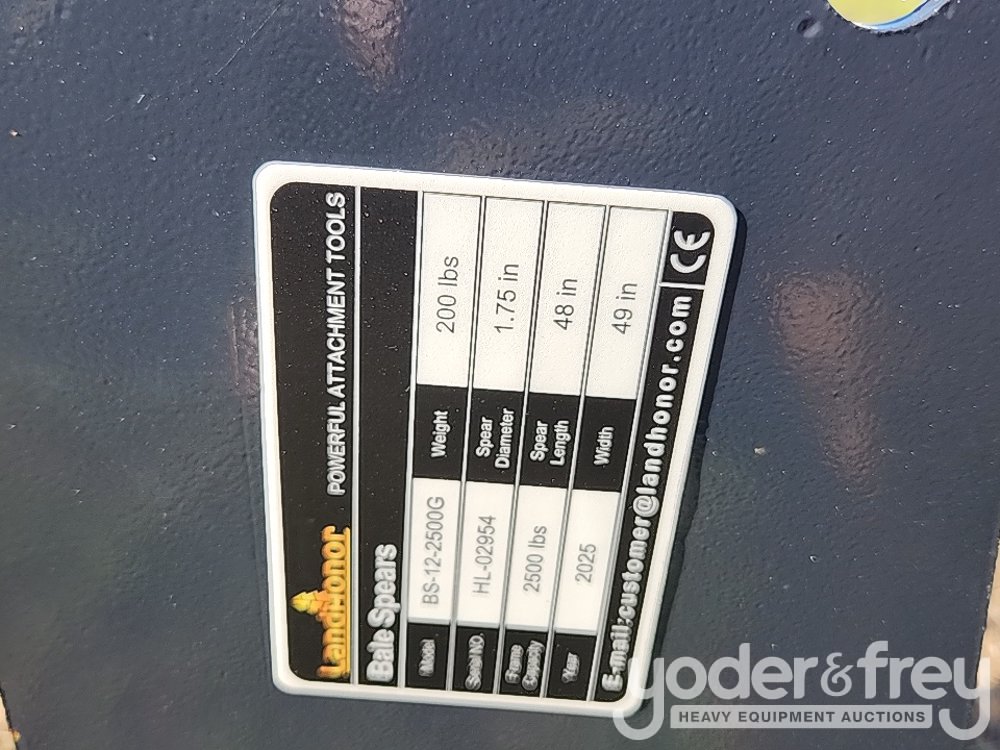 LandHonor POWERFUL ATTACHMENT TOOLS
Bale Spears
Model BS-12-2500G Weight 200 lbs
Serial NO. HL-02954 Spear Diameter 1.75 in
Frame Capacity 2500 lbs Spear Length 48 in
Year 2025 Width 49 in
E-mail:customer@landhonor.com CE
yoder&frey
HEAVY EQUIPMENT AUCTIONS